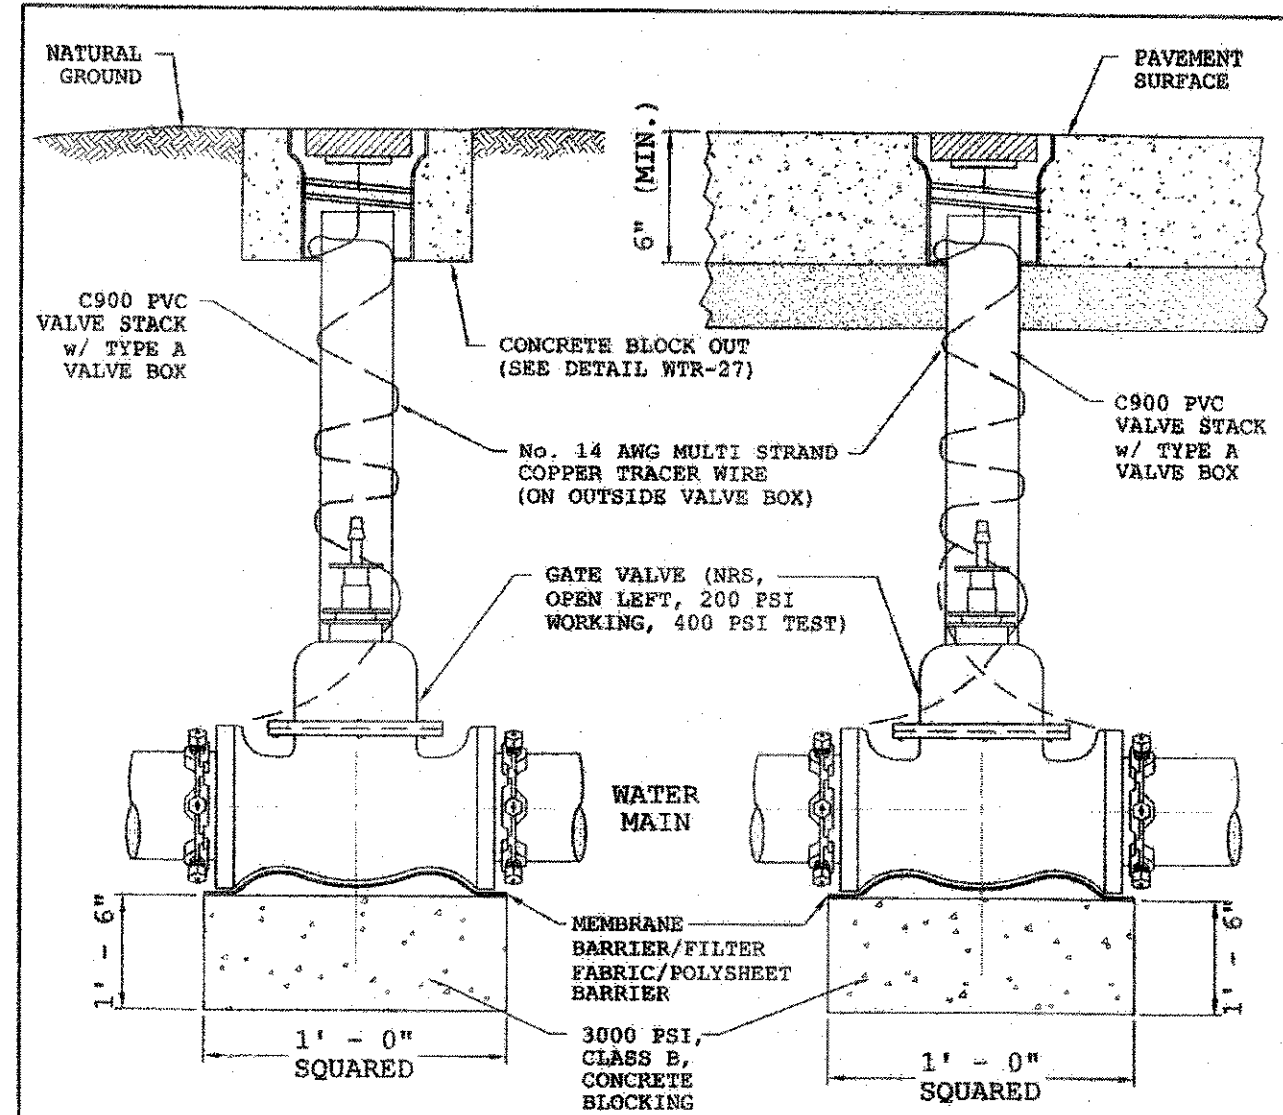 NATURAL
GROUND
PAVEMENT
SURFACE
6" (MIN.)
C900 PVC
VALVE STACK
w/ TYPE A
VALVE BOX
CONCRETE BLOCK OUT
(SEE DETAIL WTR-27)
C900 PVC
VALVE STACK
w/ TYPE A
VALVE BOX
No. 14 AWG MULTI STRAND
COPPER TRACER WIRE
(ON OUTSIDE VALVE BOX)
GATE VALVE (NRS,
OPEN LEFT, 200 PSI
WORKING, 400 PSI TEST)
WATER
MAIN
1' - 6"
MEMBRANE
BARRIER/FILTER
FABRIC/POLYSHEET
BARRIER
1' - 6"
1' - 0"
SQUARED
3000 PSI,
CLASS B,
CONCRETE
BLOCKING
1' - 0"
SQUARED